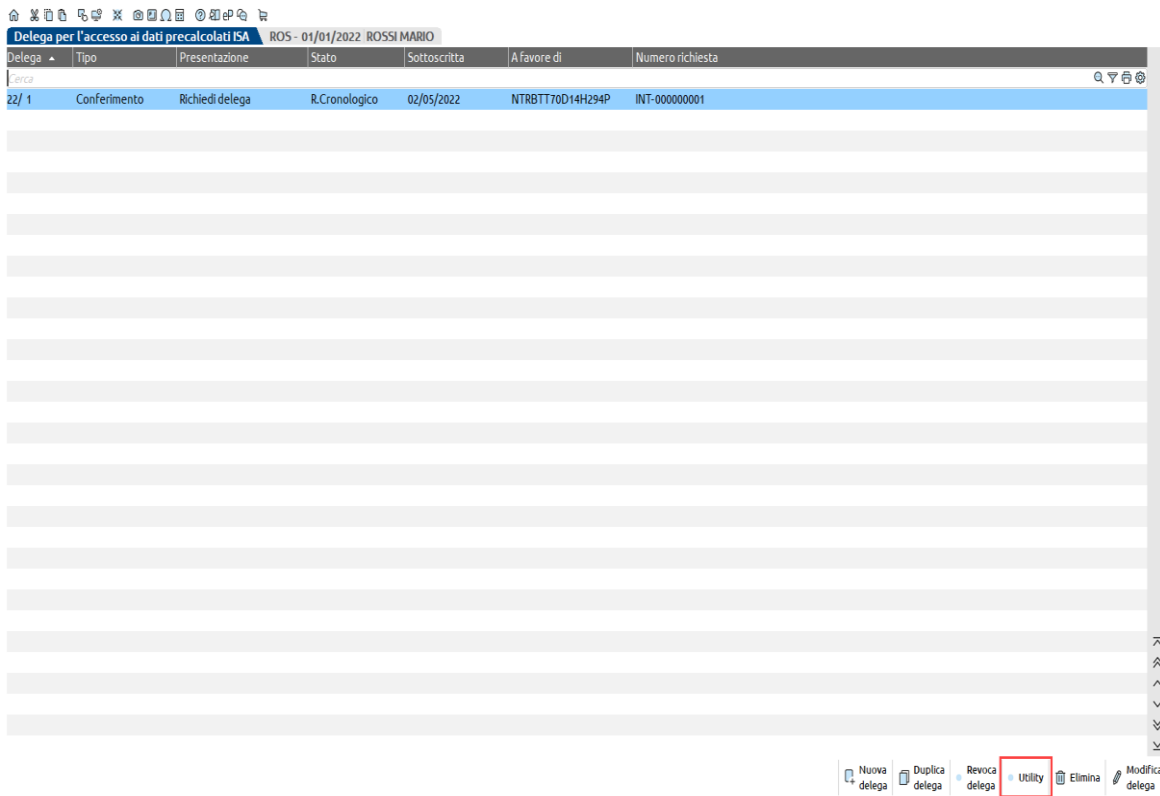 Delega per l'accesso ai dati precalcolati ISA ROS - 01/01/2022 ROSSI MARIO
Delega Tipo Presentazione Stato Sottoscritta A favore di Numero richiesta
Cerca
22/ 1 Conferimento Richiedi delega R.Cronologico 02/05/2022 NTRBTT70D14H294P INT-000000001
Nuova delega Duplica delega Revoca delega Utility Elimina Modifica delega